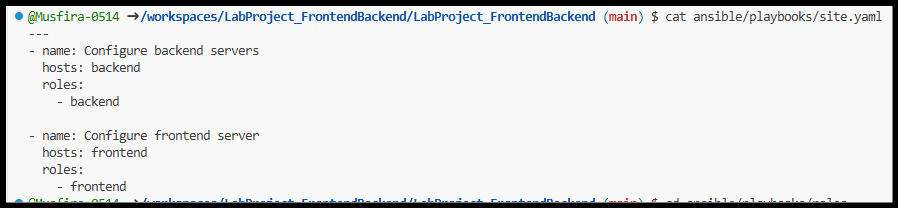 @Musfira-0514 ➜/workspaces/LabProject_FrontendBackend/LabProject_FrontendBackend (main) $ cat ansible/playbooks/site.yaml
---
- name: Configure backend servers
  hosts: backend
  roles:
    - backend

- name: Configure frontend server
  hosts: frontend
  roles:
    - frontend
@Musfira-0514 ➜/workspaces/LabProject_FrontendBackend/LabProject_FrontendBackend (main) $ cd ansible/playbooks/roles